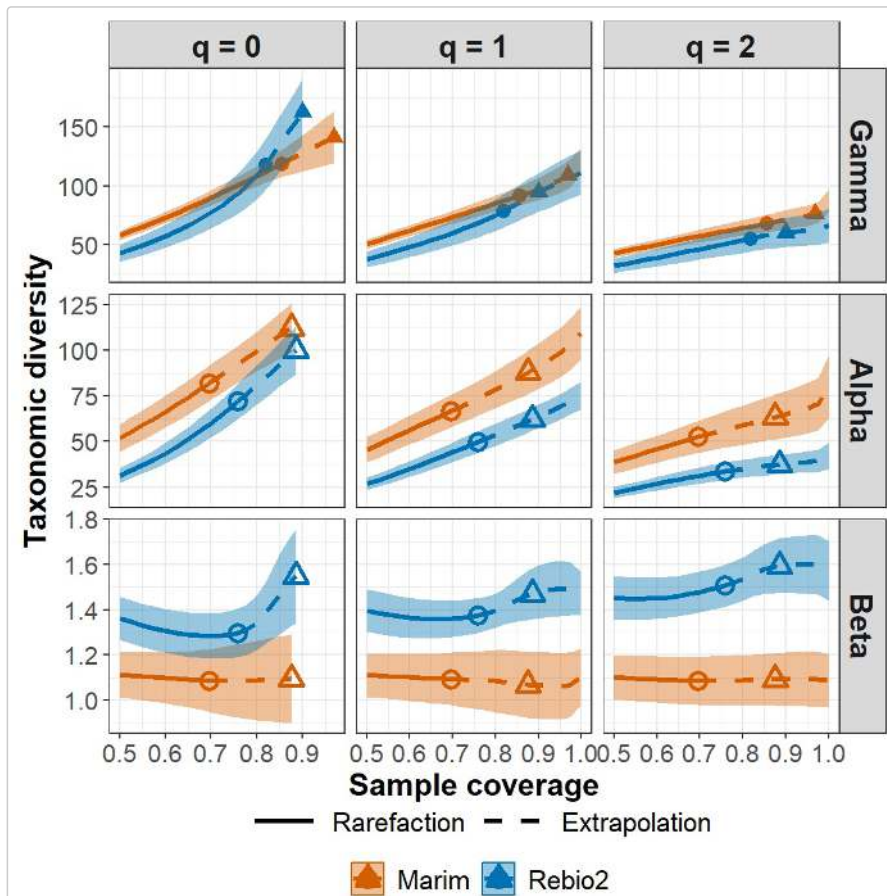 q = 0 q = 1 q = 2
Taxonomic diversity
150
100
50
Gamma
125
100
75
50
25
Alpha
1.8
1.6
1.4
1.2
1.0
Beta
0.5 0.6 0.7 0.8 0.9 0.5 0.6 0.7 0.8 0.9 1.0 0.5 0.6 0.7 0.8 0.9 1.0
Sample coverage
Rarefaction Extrapolation
Marim Rebio2